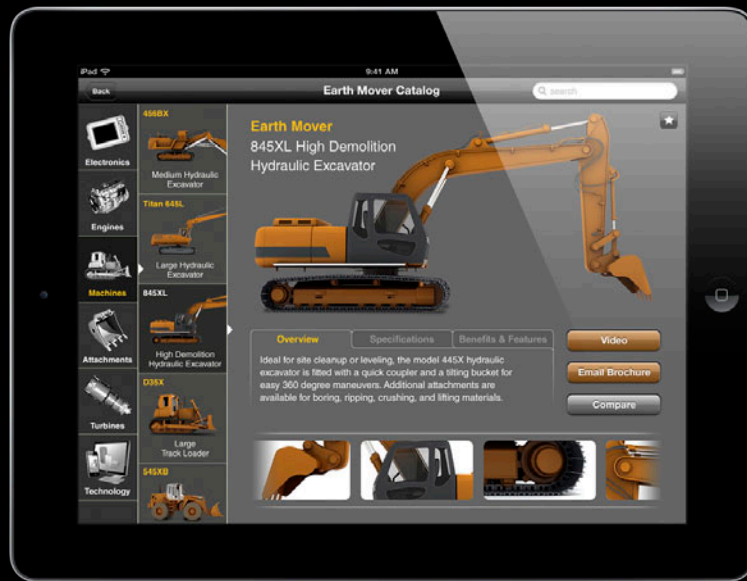 iPad
9:41 AM
Back
Earth Mover Catalog
search
Electronics
Engines
Machines
Attachments
Turbines
Technology
Medium Hydraulic
Excavator
Titan 645L
Large Hydraulic
Excavator
845XL
High Demolition
Hydraulic Excavator
D35X
Large
Track Loader
545XB
Earth Mover
845XL High Demolition
Hydraulic Excavator
Overview
Specifications
Benefits & Features
Ideal for site cleanup or leveling, the model 445X hydraulic
excavator is fitted with a quick coupler and a tilting bucket for
easy 360 degree maneuvers. Additional attachments are
available for boring, ripping, crushing, and lifting materials.
Video
Email Brochure
Compare